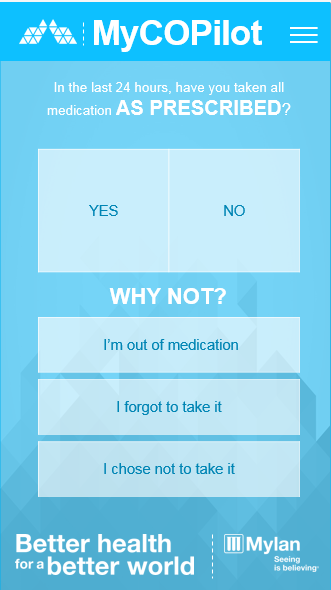 MyCOPilot
In the last 24 hours, have you taken all
medication AS PRESCRIBED?
YES
NO
WHY NOT?
I'm out of medication
I forgot to take it
I chose not to take it
Better health
for a better world
Mylan
Seeing
is believing®